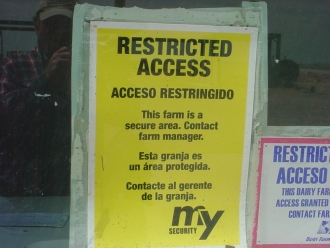 RESTRICTED
ACCESS
ACCESO RESTRINGIDO
This farm is a
secure area. Contact
farm manager.
Esta granja es
un área protegida.
Contacte al gerente
de la granja.
my
SECURITY
RESTRIC
ACCESO
THIS DAIRY FAR
ACCESS GRANTED
CONTACT FAR